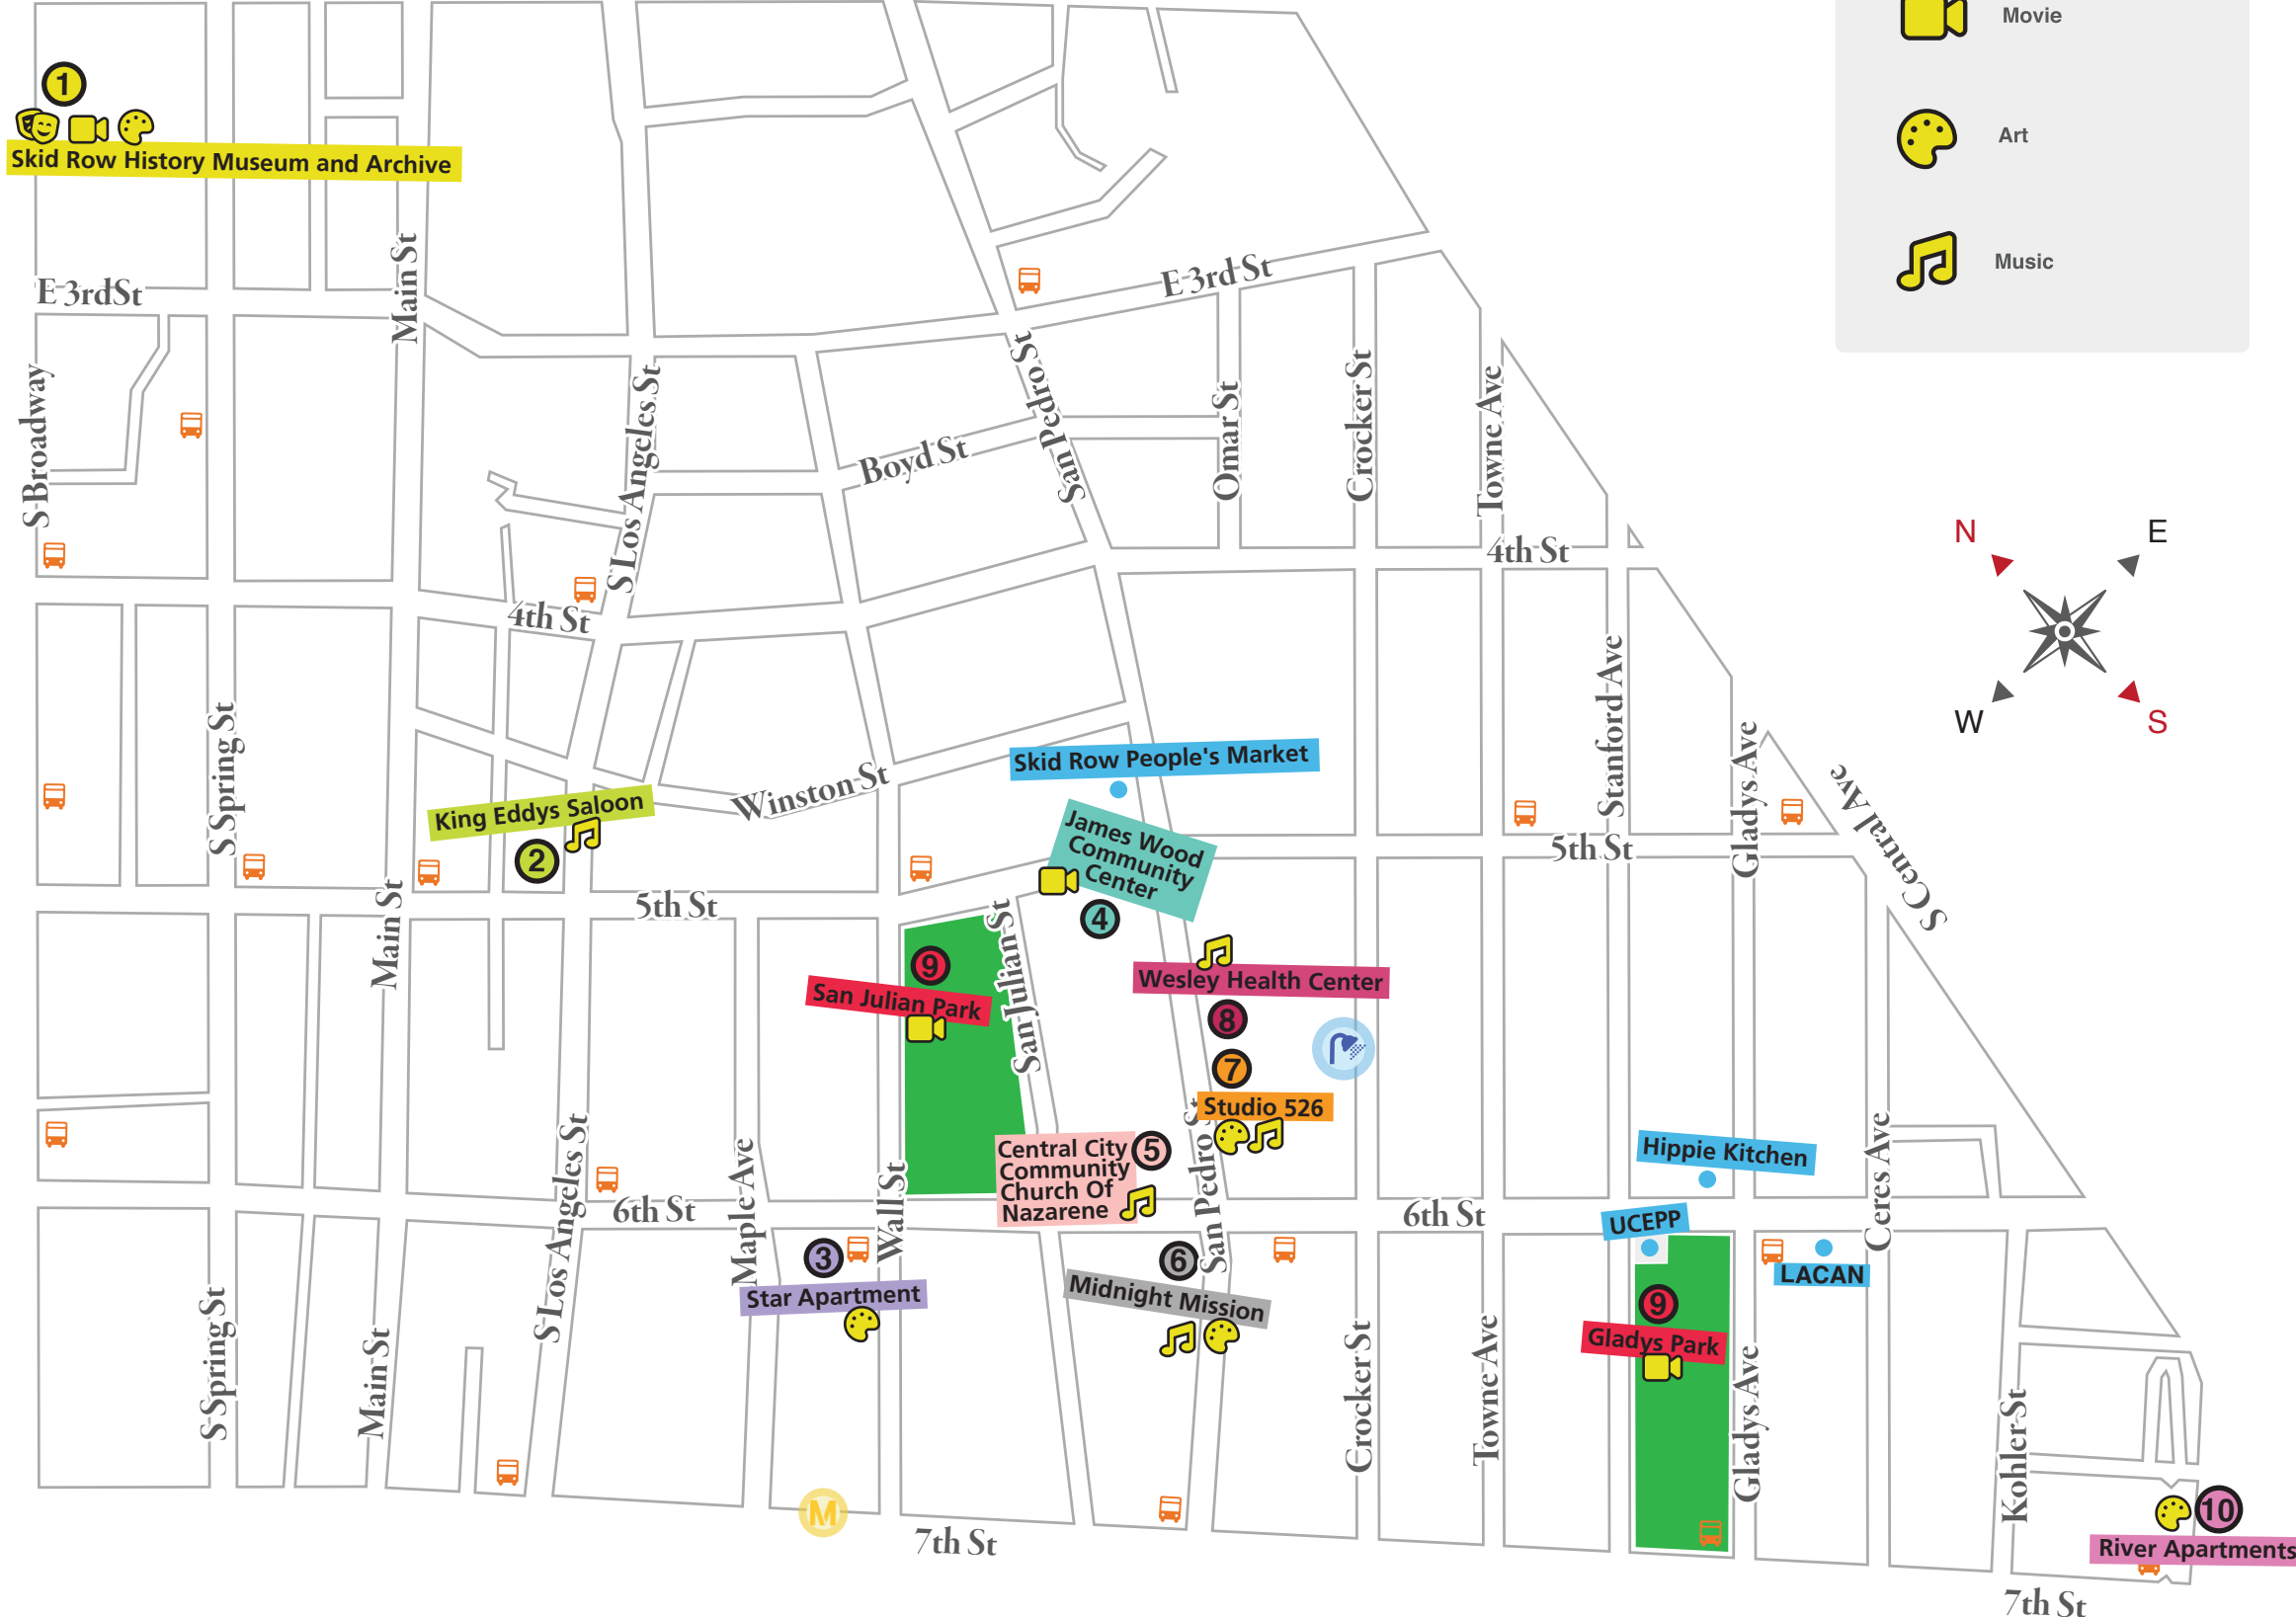 Movie
1
Art
Skid Row History Museum and Archive
Main St
E 3rd St
E 3rd St
Music
S Broadway
S Los Angeles St
San Pedro St
Boyd St
Omar St
Crocker St
Towne Ave
4th St
N
E
4th St
W
S
S Spring St
Stanford Ave
Skid Row People's Market
Winston St
King Eddys Saloon
2
James Wood
Community
Center
4
5th St
Gladys Ave
S Central Ave
5th St
Main St
9
San Julian Park
San Julian St
Wesley Health Center
8
7
Studio 526
Central City
Community
Church Of
Nazarene
5
San Pedro St
Hippie Kitchen
S Los Angeles St
6th St
Maple Ave
Wall St
6th St
UCEPP
Ceres Ave
LACAN
3
Star Apartment
6
Midnight Mission
9
Gladys Park
S Spring St
Main St
Crocker St
Towne Ave
Gladys Ave
Kohler St
M
7th St
10
River Apartments
7th St